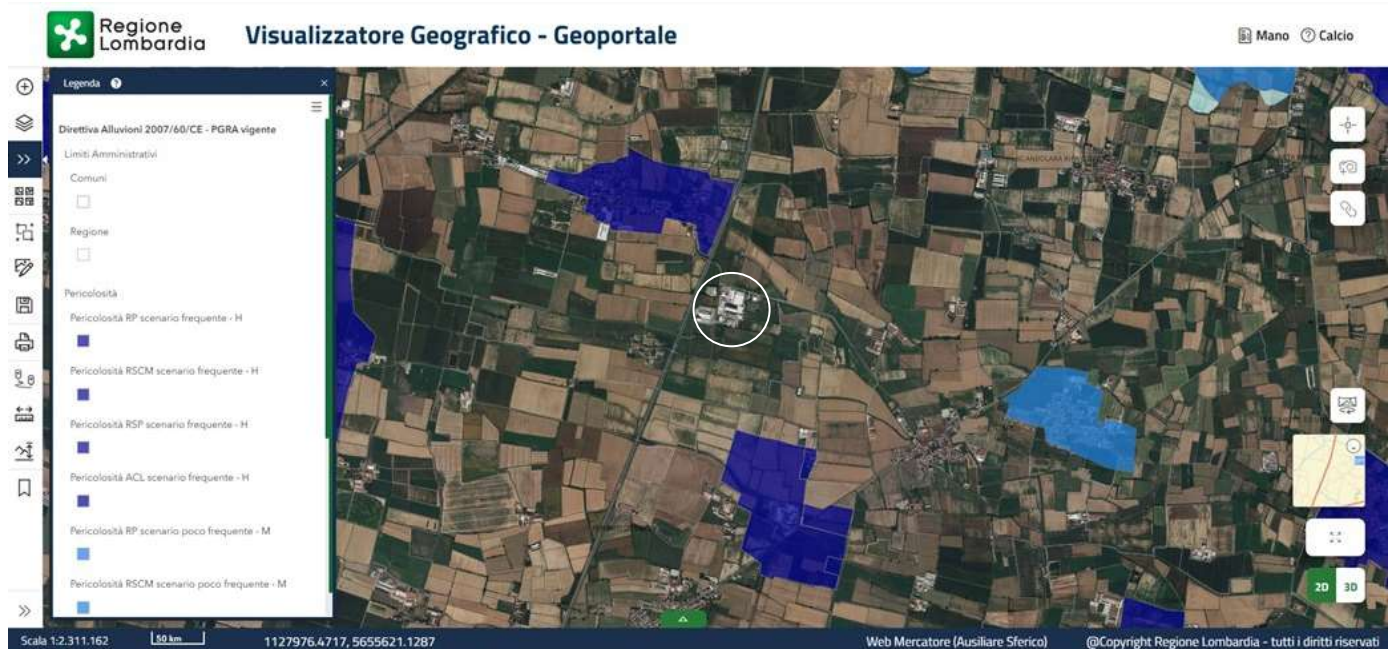 Regione
Lombardia
Visualizzatore Geografico - Geoportale
Mano
Calcio
Legenda
Direttiva Alluvioni 2007/60/CE - PGRA vigente
Limiti Amministrativi
Comuni
Regione
Pericolosità
Pericolosità RP scenario frequente - H
Pericolosità RSCM scenario frequente - H
Pericolosità RSP scenario frequente - H
Pericolosità ACL scenario frequente - H
Pericolosità RP scenario poco frequente - M
Pericolosità RSCM scenario poco frequente - M
2D 3D
Scala 1:2.311.162
50 km
1127976.4717, 5655621.1287
Web Mercatore (Ausiliare Sferico)
@Copyright Regione Lombardia - tutti i diritti riservati